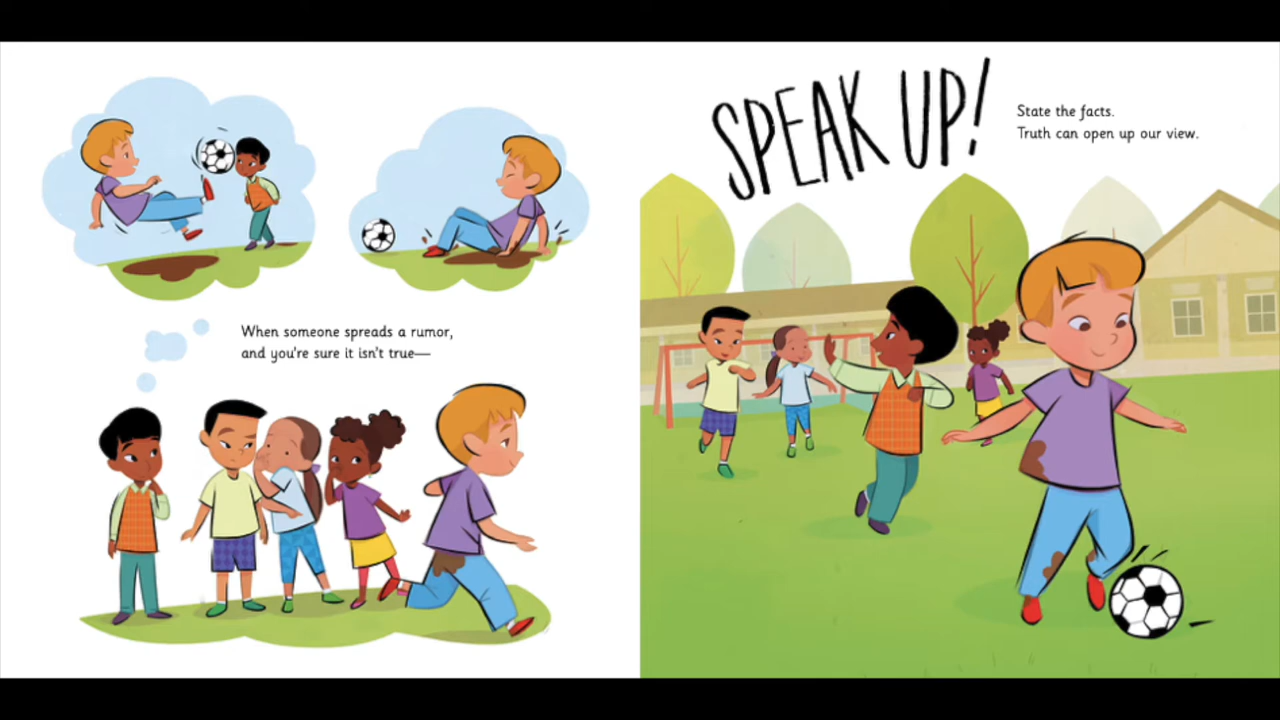 When someone spreads a rumor,
and you're sure it isn't true—
SPEAK UP!
State the facts.
Truth can open up our view.